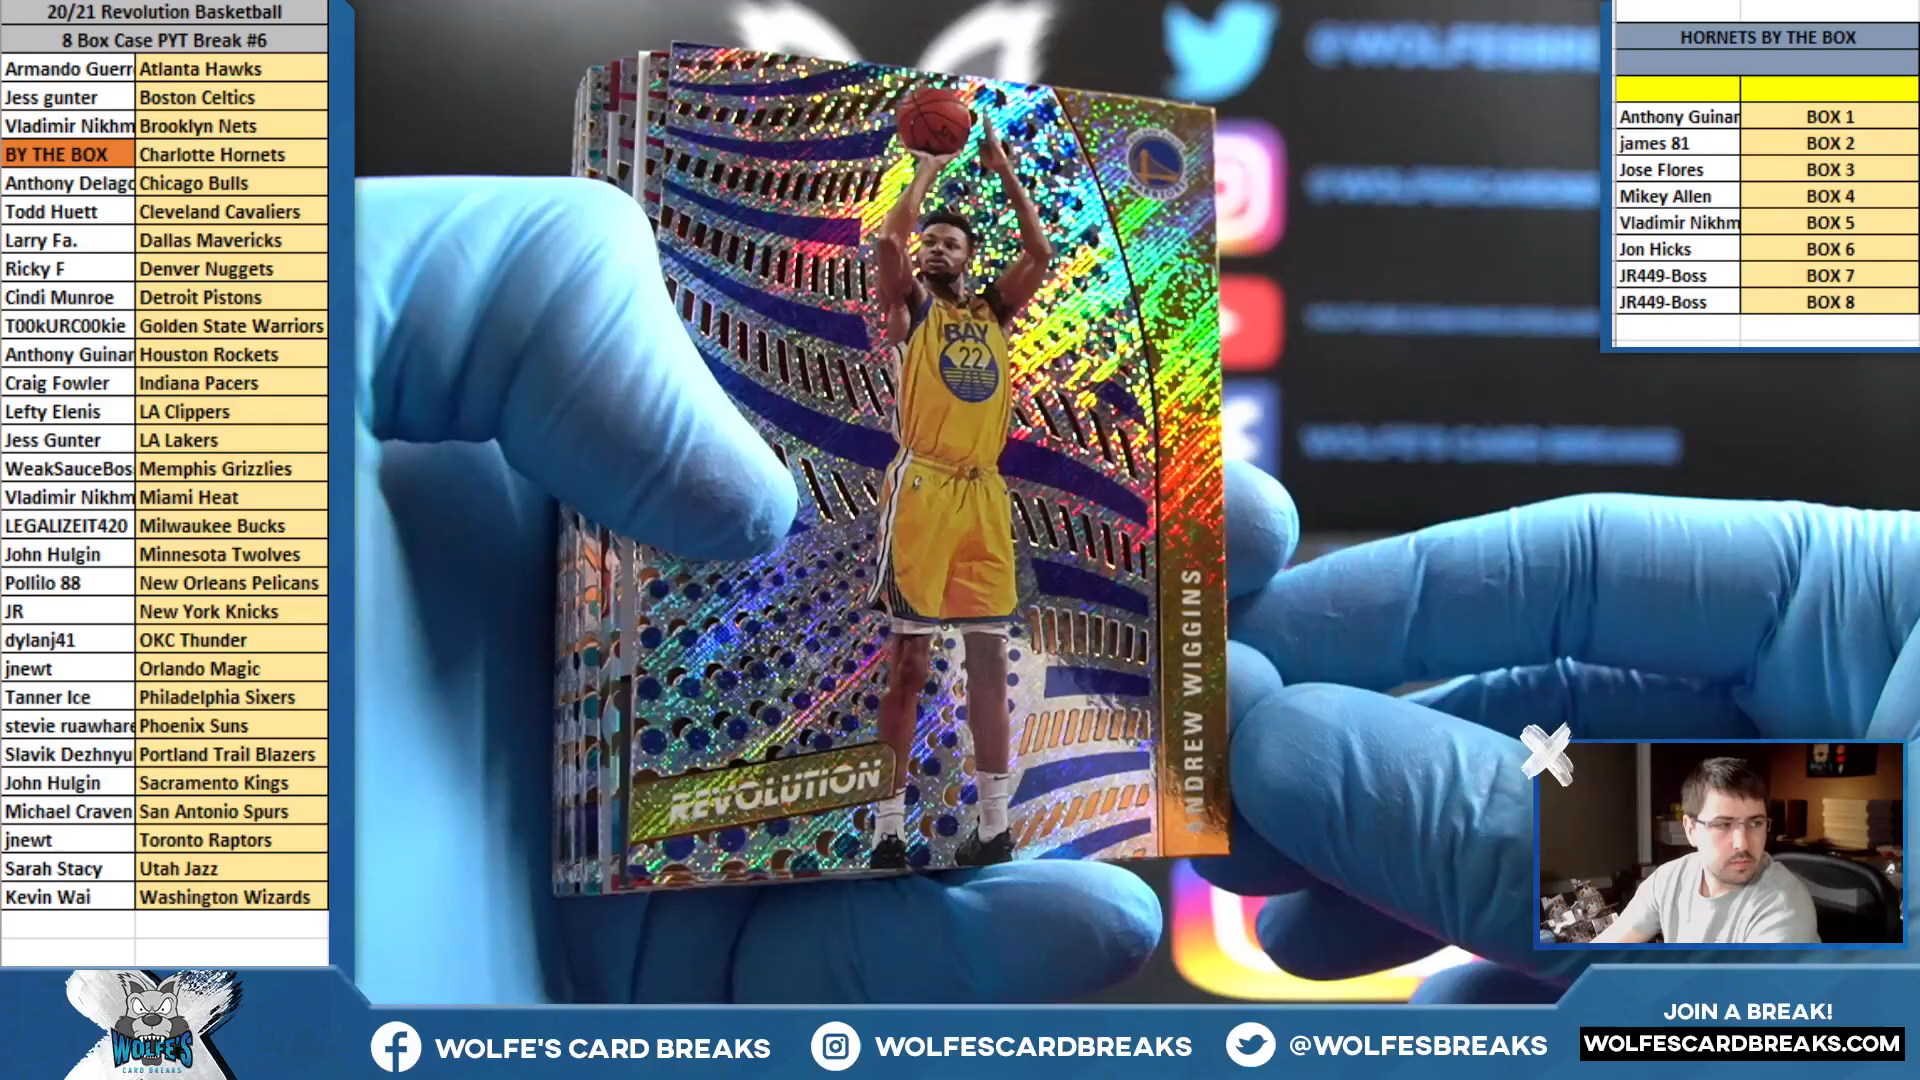 20/21 Revolution Basketball
8 Box Case PYT Break #6
Armando Guerr Atlanta Hawks
Jess gunter Boston Celtics
Vladimir Nikhm Brooklyn Nets
BY THE BOX Charlotte Hornets
Anthony Delago Chicago Bulls
Todd Huett Cleveland Cavaliers
Larry Fa. Dallas Mavericks
Ricky F Denver Nuggets
Cindi Munroe Detroit Pistons
T00kURC00kie Golden State Warriors
Anthony Guinar Houston Rockets
Craig Fowler Indiana Pacers
Lefty Elenis LA Clippers
Jess Gunter LA Lakers
WeakSauceBos Memphis Grizzlies
Vladimir Nikhm Miami Heat
LEGALIZEIT420 Milwaukee Bucks
John Hulgin Minnesota Twolves
Pollilo 88 New Orleans Pelicans
JR New York Knicks
dylanj41 OKC Thunder
jnewt Orlando Magic
Tanner Ice Philadelphia Sixers
stevie ruawhare Phoenix Suns
Slavik Dezhnyu Portland Trail Blazers
John Hulgin Sacramento Kings
Michael Craven San Antonio Spurs
jnewt Toronto Raptors
Sarah Stacy Utah Jazz
Kevin Wai Washington Wizards
HORNETS BY THE BOX
Anthony Guinar BOX 1
james 81 BOX 2
Jose Flores BOX 3
Mikey Allen BOX 4
Vladimir Nikhm BOX 5
Jon Hicks BOX 6
JR449-Boss BOX 7
JR449-Boss BOX 8
WARRIORS
BAY
22
ANDREW WIGGINS
REVOLUTION
WOLFE'S CARD BREAKS
WOLFE'S
CARD BREAKS
WOLFE'S CARD BREAKS
WOLFESCARDBREAKS
@WOLFESBREAKS
JOIN A BREAK!
WOLFESCARDBREAKS.COM